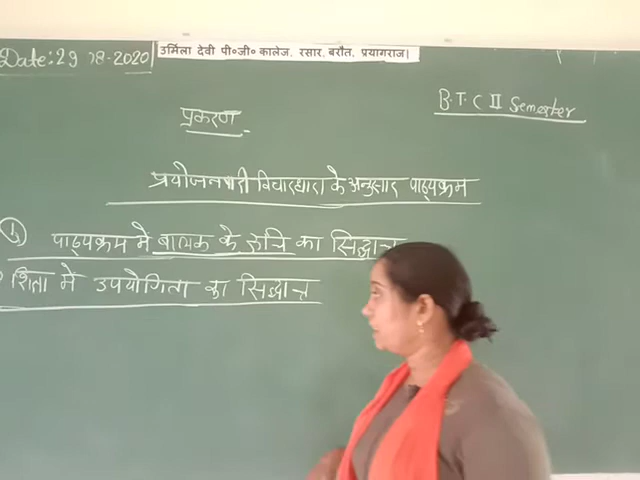 Date: 29 8-2020
उर्मिला देवी पी०जी० कालेज, रसार, बरौत, प्रयागराज।
B.T.C II Semester
प्रकरण
प्रयोजनवादी विचारधारा के अनुसार पाठ्यक्रम
1 पाठ्यक्रम मे बालक के रूचि का सिद्धान्त
शिक्षा मे उपयोगिता का सिद्धान्त